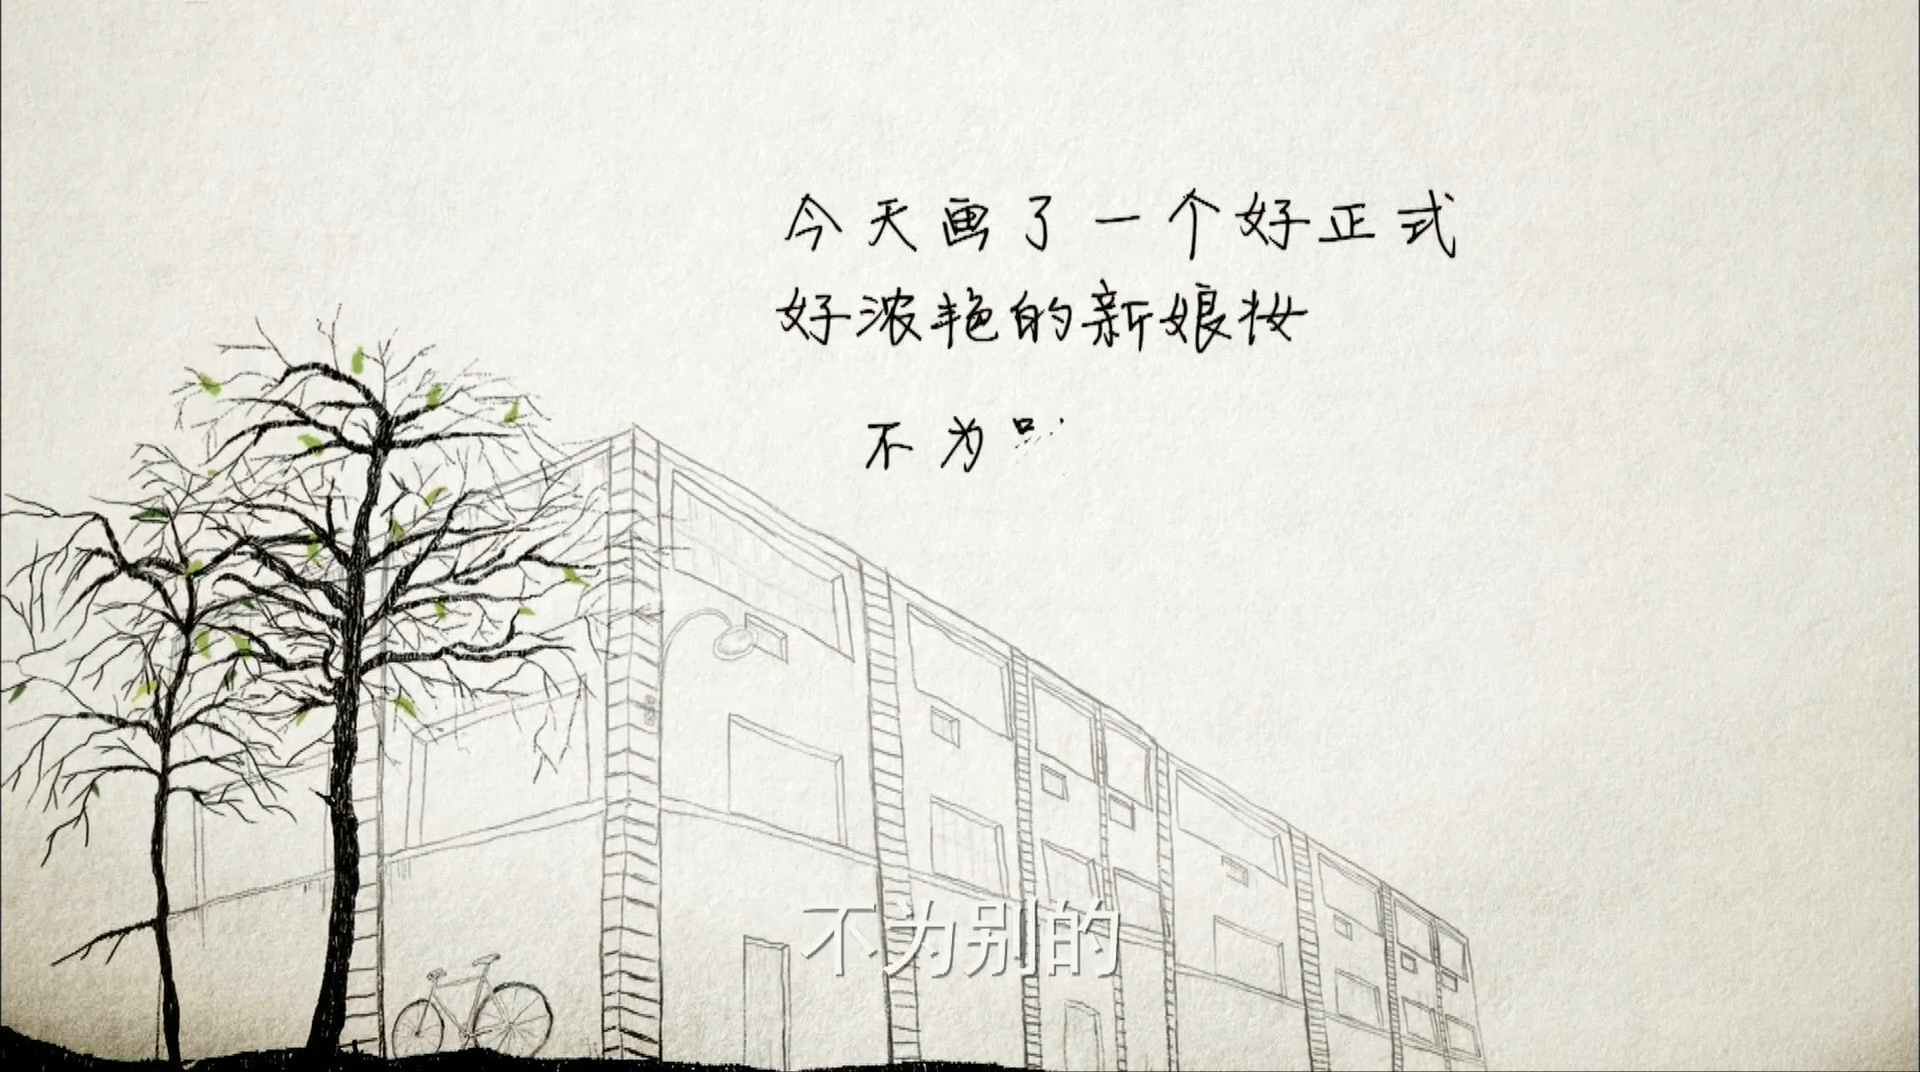 今天画了一个好正式
好浓艳的新娘妆
不为
不为别的